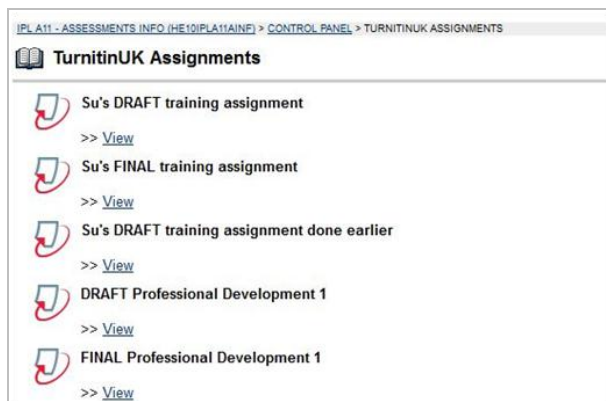 IPL A11 - ASSESSMENTS INFO (HE10IPLA11AINF) > CONTROL PANEL > TURNITINUK ASSIGNMENTS
TurnitinUK Assignments
Su's DRAFT training assignment
>> View
Su's FINAL training assignment
>> View
Su's DRAFT training assignment done earlier
>> View
DRAFT Professional Development 1
>> View
FINAL Professional Development 1
>> View